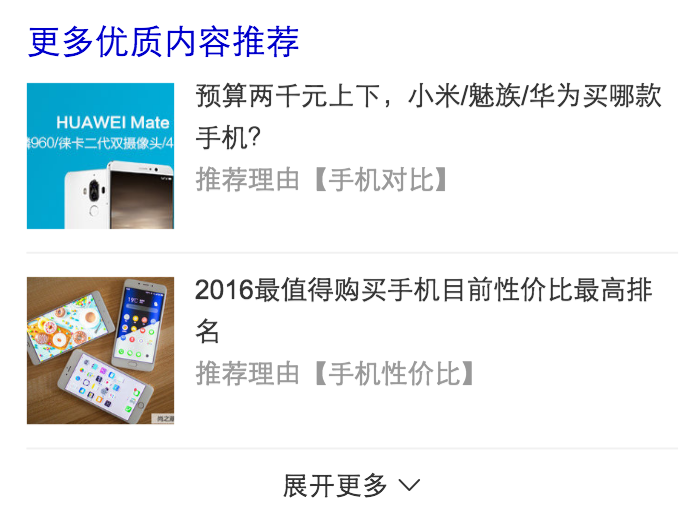 更多优质内容推荐
HUAWEI Mate
960/徕卡二代双摄像头/4
预算两千元上下，小米/魅族/华为买哪款
手机?
推荐理由【手机对比】
2016最值得购买手机目前性价比最高排
名
推荐理由【手机性价比】
展开更多